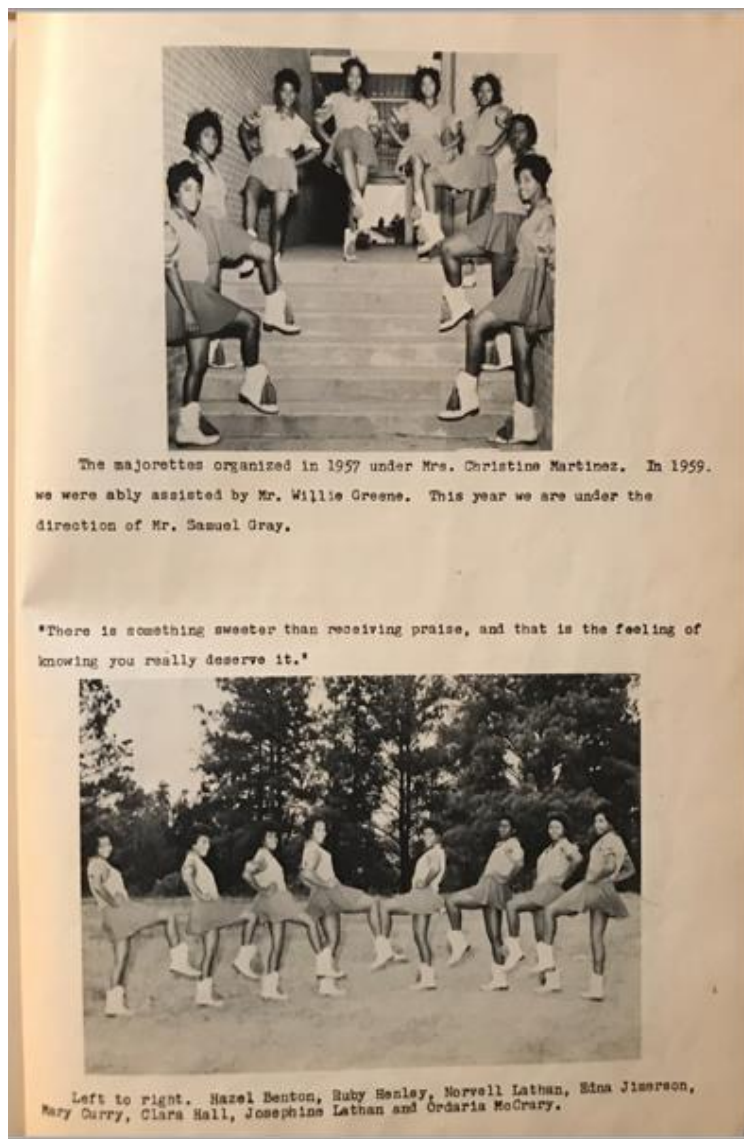 The majorettes organized in 1957 under Mrs. Christine Martinez. In 1959.
we were ably assisted by Mr. Willie Greene. This year we are under the
direction of Mr. Samuel Gray.
"There is something sweeter than receiving praise, and that is the feeling of
knowing you really deserve it."
Left to right. Hazel Benton, Ruby Henley, Norvell Lathan, Edna Jimerson,
Mary Curry, Clara Hall, Josephine Lathan and Ordaria McCrary.